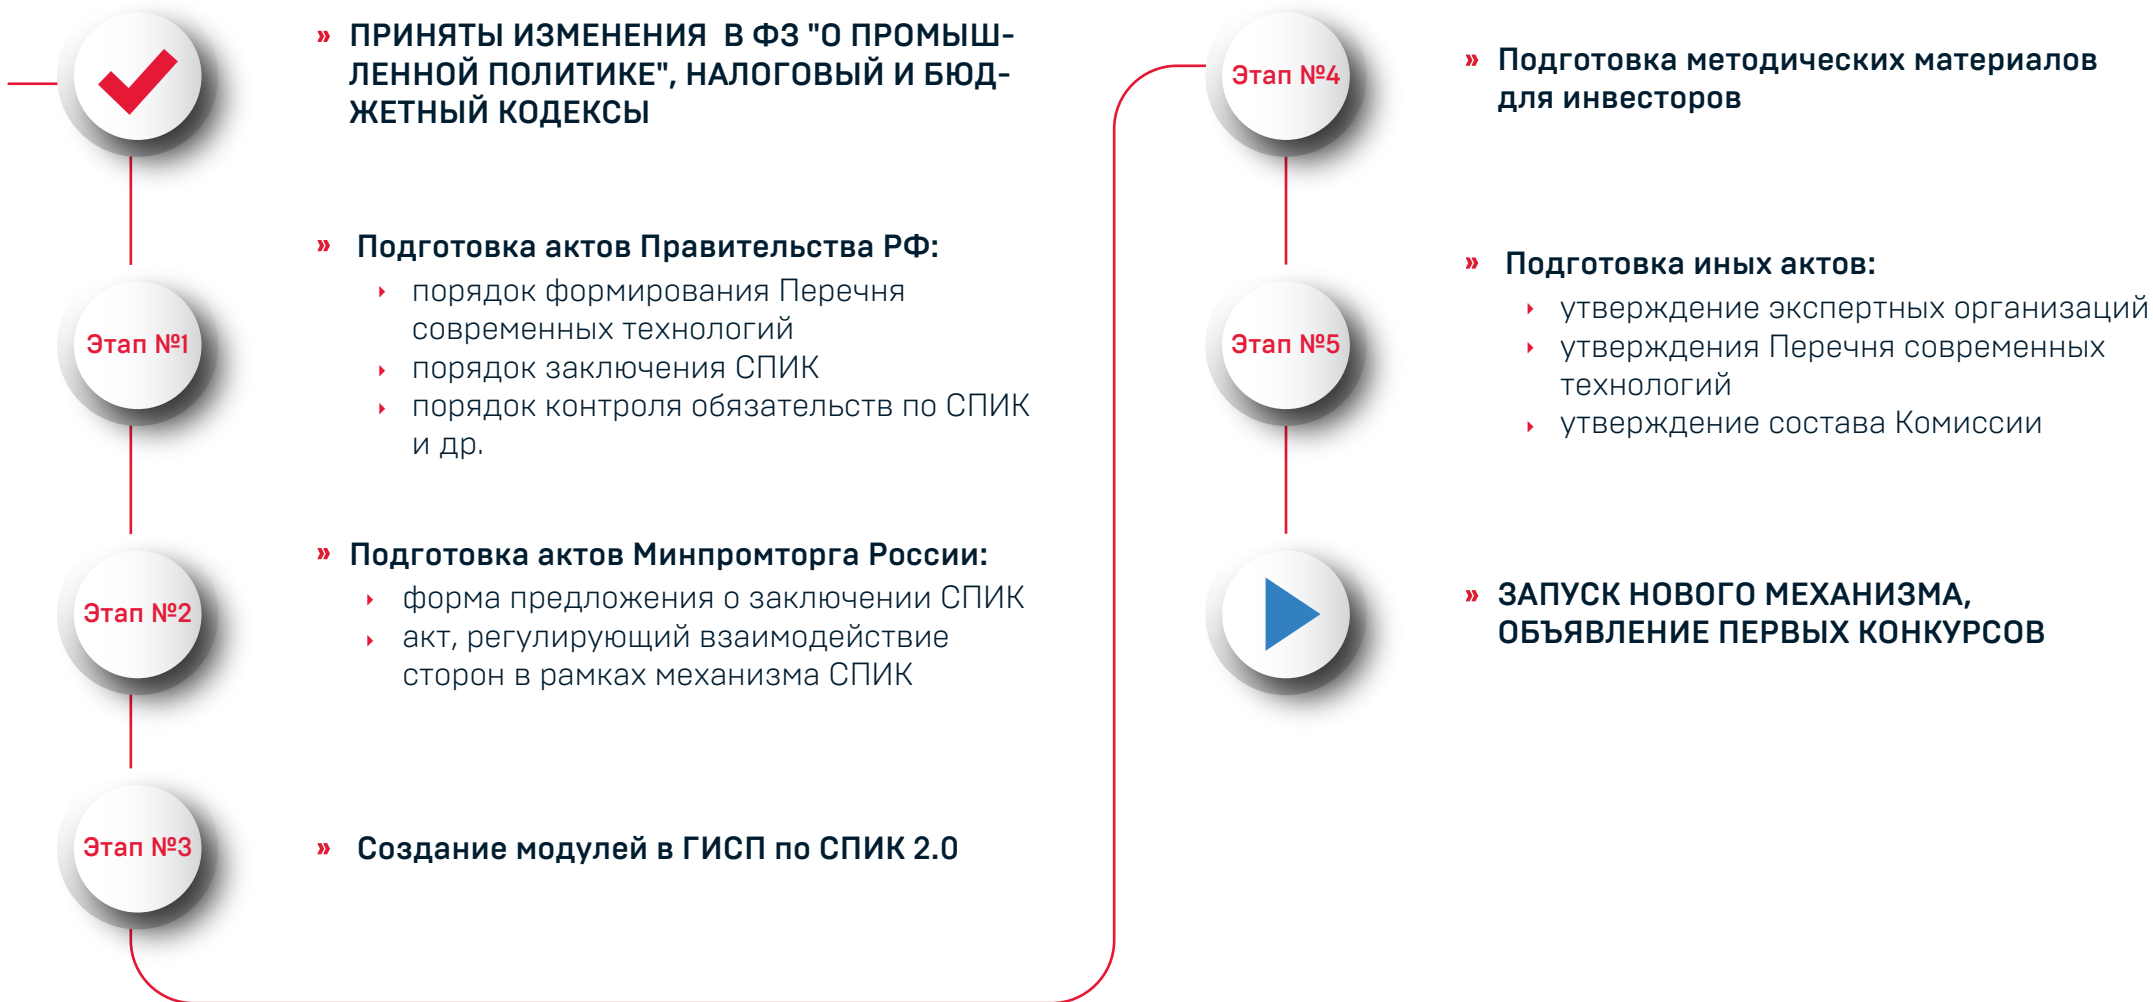 » ПРИНЯТЫ ИЗМЕНЕНИЯ В ФЗ "О ПРОМЫШ-
ЛЕННОЙ ПОЛИТИКЕ", НАЛОГОВЫЙ И БЮД-
ЖЕТНЫЙ КОДЕКСЫ
Этап №1
» Подготовка актов Правительства РФ:
порядок формирования Перечня
современных технологий
порядок заключения СПИК
порядок контроля обязательств по СПИК
и др.
Этап №2
» Подготовка актов Минпромторга России:
форма предложения о заключении СПИК
акт, регулирующий взаимодействие
сторон в рамках механизма СПИК
Этап №3
» Создание модулей в ГИСП по СПИК 2.0
Этап №4
» Подготовка методических материалов
для инвесторов
Этап №5
» Подготовка иных актов:
утверждение экспертных организаций
утверждения Перечня современных
технологий
утверждение состава Комиссии
» ЗАПУСК НОВОГО МЕХАНИЗМА,
ОБЪЯВЛЕНИЕ ПЕРВЫХ КОНКУРСОВ